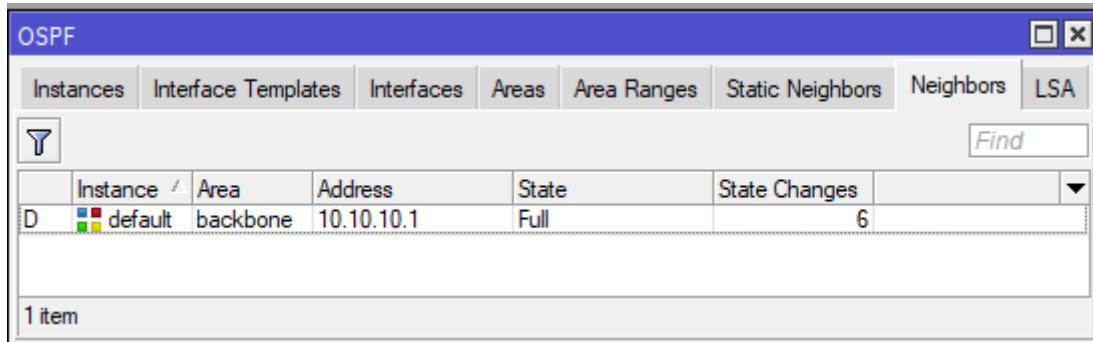 OSPF
Instances Interface Templates Interfaces Areas Area Ranges Static Neighbors Neighbors LSA
Find
Instance Area Address State State Changes
D default backbone 10.10.10.1 Full 6
1 item